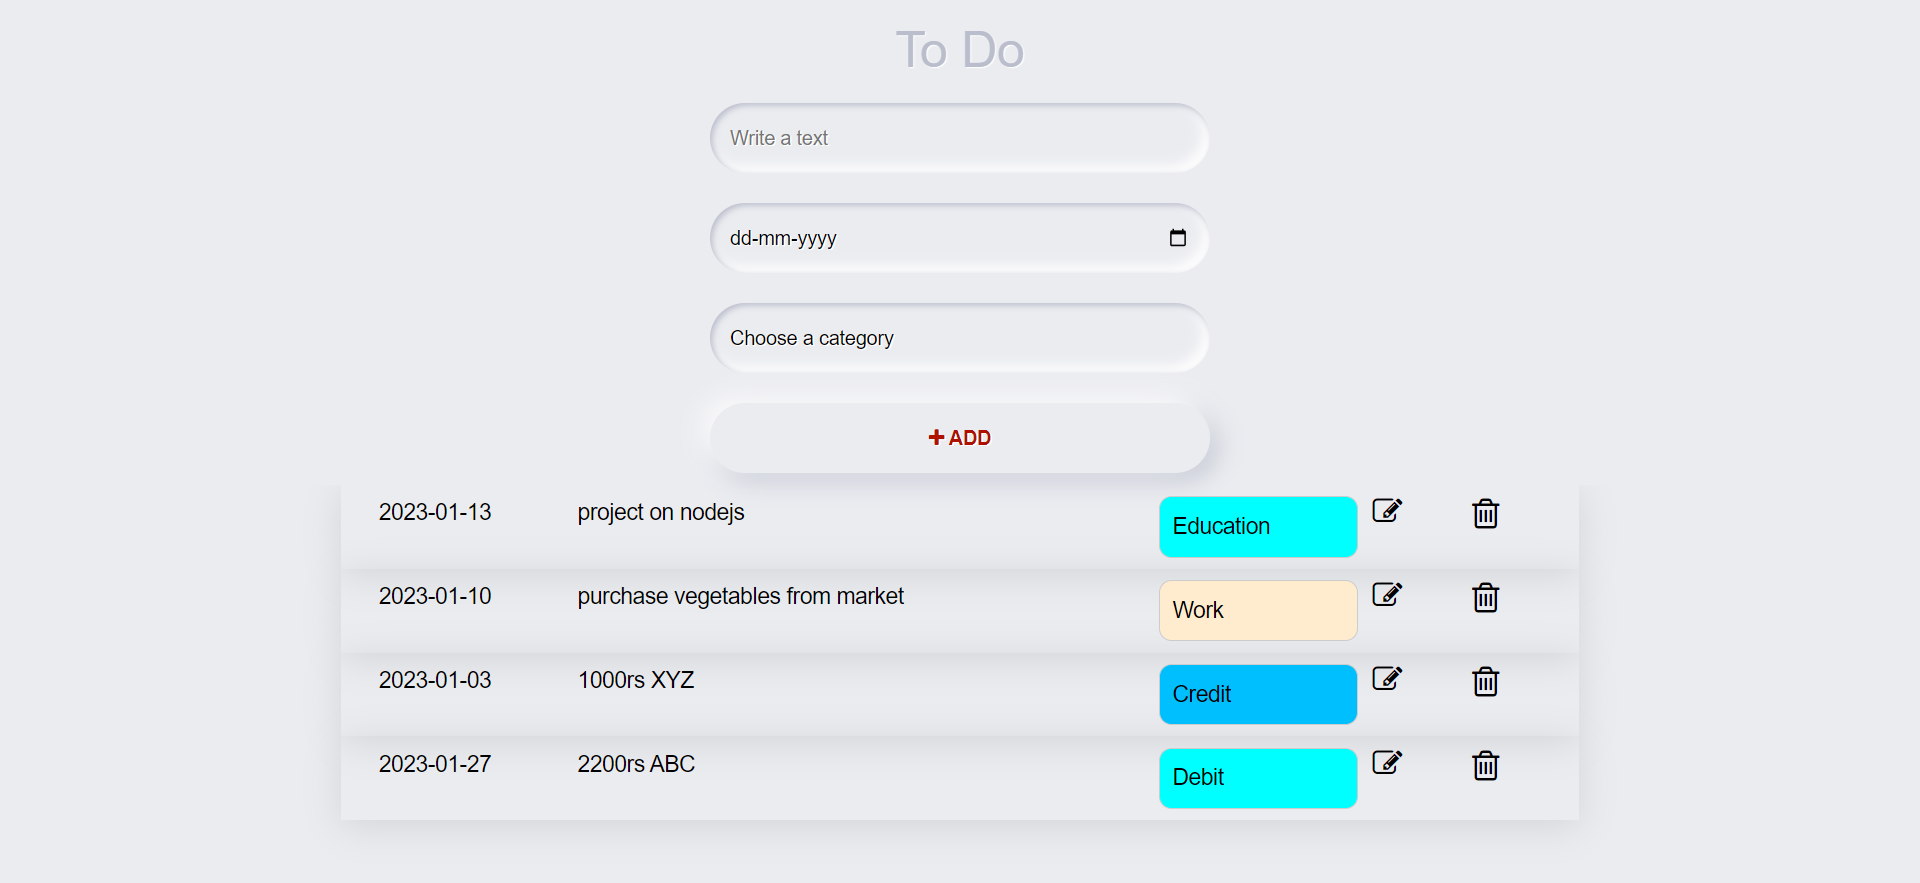 To Do
Write a text
dd-mm-yyyy
Choose a category
ADD
2023-01-13 project on nodejs Education
2023-01-10 purchase vegetables from market Work
2023-01-03 1000rs XYZ Credit
2023-01-27 2200rs ABC Debit